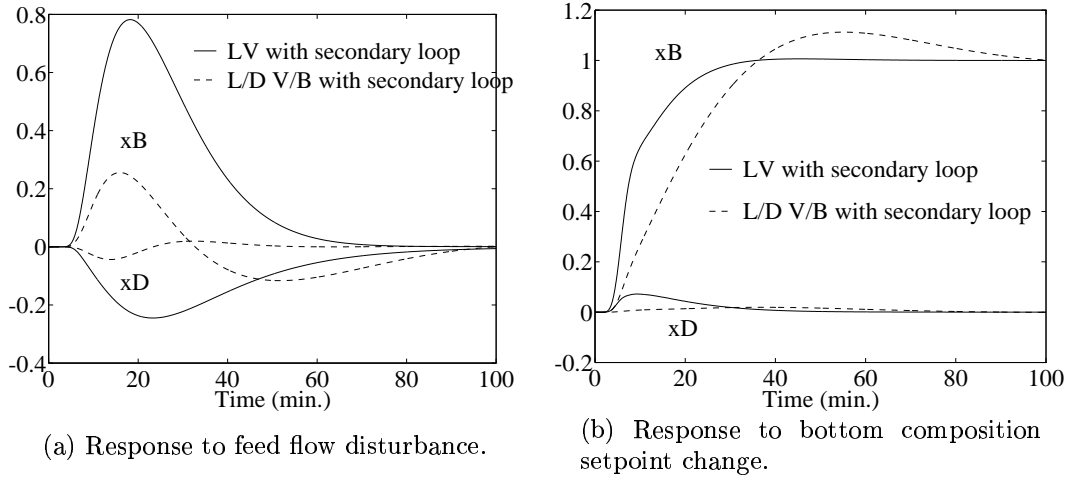 0.8
0.6
0.4
0.2
0
-0.2
-0.4
0 20 40 60 80 100
Time (min.)
LV with secondary loop
L/D V/B with secondary loop
xB
xD
(a) Response to feed flow disturbance.
1.2
1
0.8
0.6
0.4
0.2
0
-0.2
0 20 40 60 80 100
Time (min.)
xB
LV with secondary loop
L/D V/B with secondary loop
xD
(b) Response to bottom composition
setpoint change.